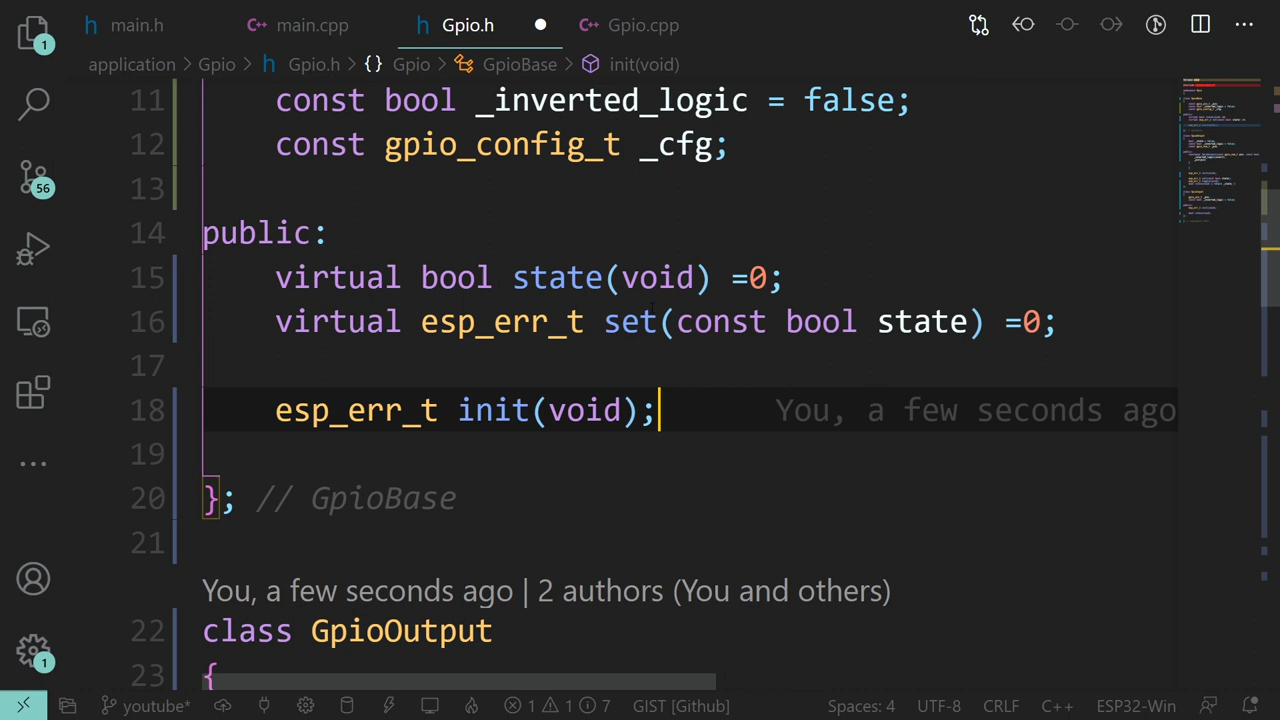 1
h main.h
C++ main.cpp
h Gpio.h
C++ Gpio.cpp
application > Gpio > h Gpio.h > {} Gpio > GpioBase > init(void)
11 const bool _inverted_logic = false;
12 const gpio_config_t _cfg;
13
14 public:
15 virtual bool state(void) =0;
16 virtual esp_err_t set(const bool state) =0;
17
18 esp_err_t init(void); You, a few seconds ago
19
20 }; // GpioBase
21
You, a few seconds ago | 2 authors (You and others)
22 class GpioOutput
23 {
56
1
youtube* 1 1 7 GIST [Github] Spaces: 4 UTF-8 CRLF C++ ESP32-Win